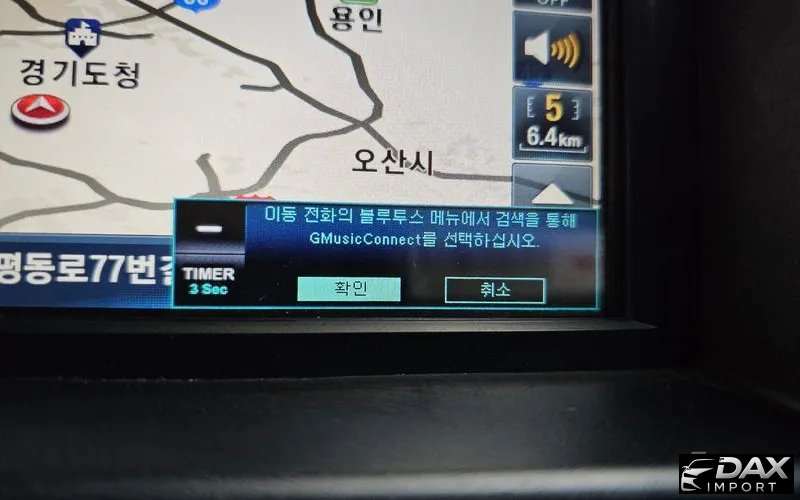 OFF
용인
경기도청
5
6.4km
오산시
이동 전화의 블루투스 메뉴에서 검색을 통해
GMusicConnect를 선택하십시오.
평동로77번길
TIMER
3 Sec
확인
취소
DAX
IMPORT